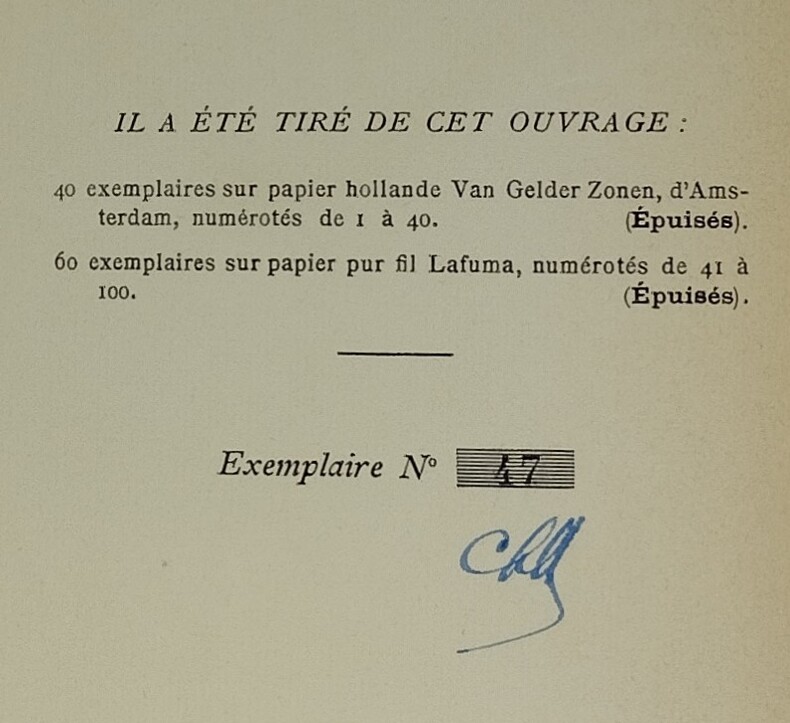 IL A ÉTÉ TIRÉ DE CET OUVRAGE :
40 exemplaires sur papier hollande Van Gelder Zonen, d'Ams-
terdam, numérotés de 1 à 40. (Épuisés).
60 exemplaires sur papier pur fil Lafuma, numérotés de 41 à
100. (Épuisés).
Exemplaire Nº 47